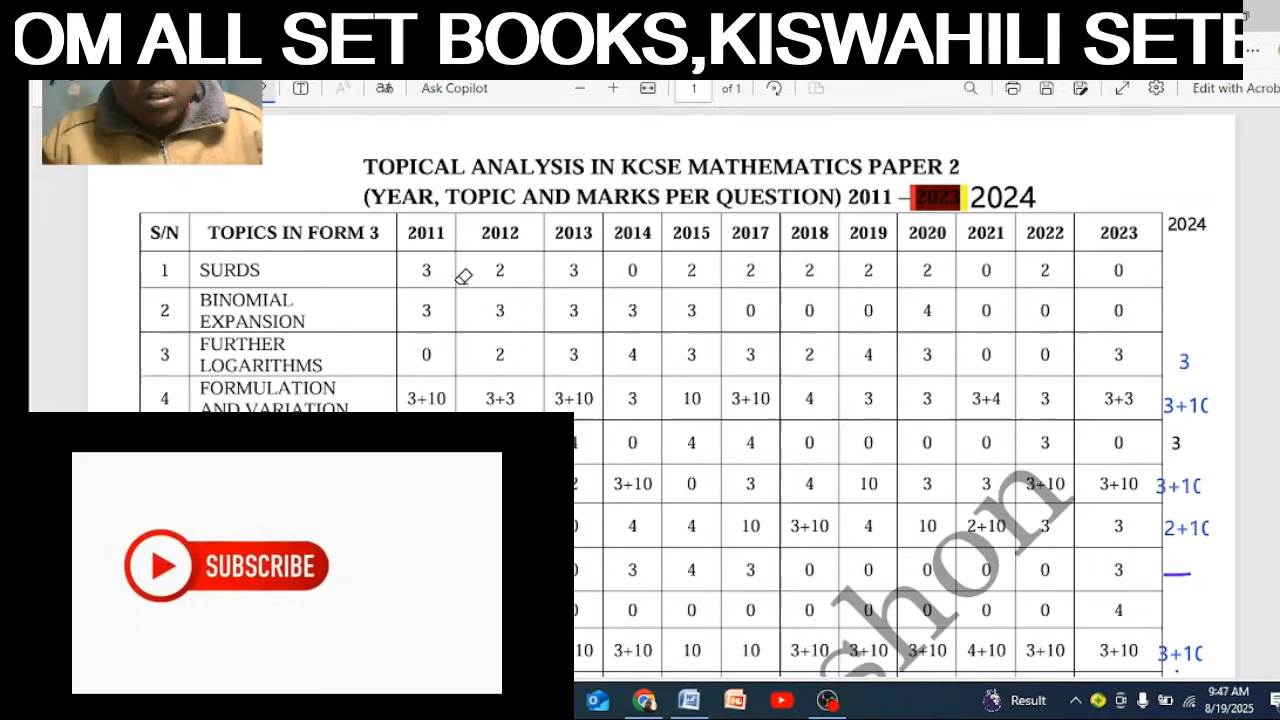 OM ALL SET BOOKS,KISWAHILI SETE
Ask Copilot
1 of 1
Edit with Acrob
TOPICAL ANALYSIS IN KCSE MATHEMATICS PAPER 2
(YEAR, TOPIC AND MARKS PER QUESTION) 2011 – 2023 2024
S/N TOPICS IN FORM 3 2011 2012 2013 2014 2015 2017 2018 2019 2020 2021 2022 2023 2024
1 SURDS 3 2 3 0 2 2 2 2 2 0 2 0
2 BINOMIAL EXPANSION 3 3 3 3 3 0 0 0 4 0 0 0
3 FURTHER LOGARITHMS 0 2 3 4 3 3 2 4 3 0 0 3 3
4 FORMULATION AND VARIATION 3+10 3+3 3+10 3 10 3+10 4 3 3 3+4 3 3+3 3+10
0 4 4 0 0 0 0 3 0 3
3+10 0 3 4 10 3 3 3+10 3+10 3+10
4 4 10 3+10 4 10 2+10 3 3 2+10
3 4 3 0 0 0 0 0 3 —
0 0 0 0 0 0 0 0 4
10 3+10 10 10 3+10 3+10 3+10 4+10 3+10 3+10 3+10
shon
SUBSCRIBE
Result
9:47 AM
8/19/2025